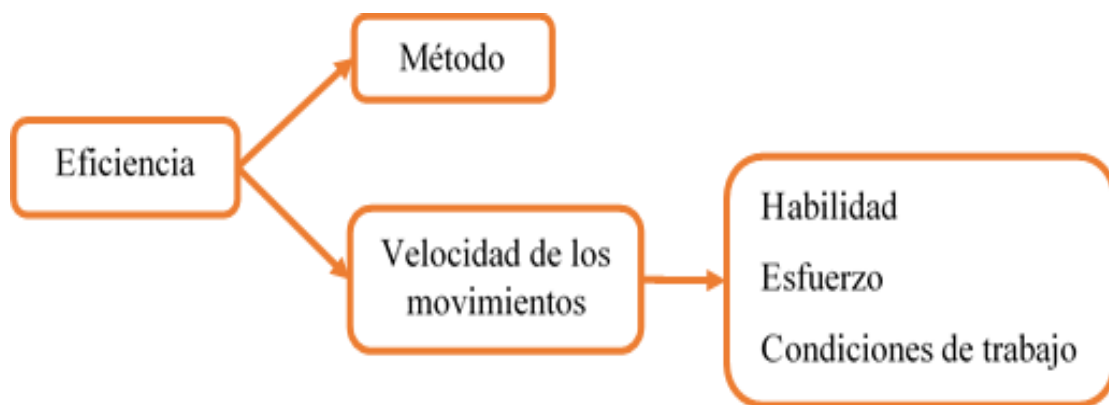 Método
Eficiencia
Velocidad de los
movimientos
Habilidad
Esfuerzo
Condiciones de trabajo